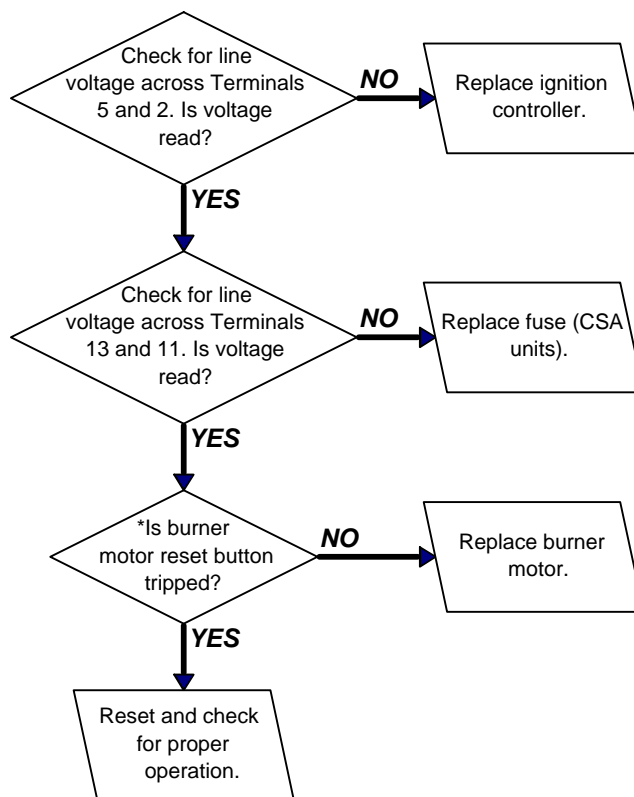 Check for line
voltage across Terminals
5 and 2. Is voltage
read?
NO
Replace ignition
controller.
YES
Check for line
voltage across Terminals
13 and 11. Is voltage
read?
NO
Replace fuse (CSA
units).
YES
*Is burner
motor reset button
tripped?
NO
Replace burner
motor.
YES
Reset and check
for proper
operation.